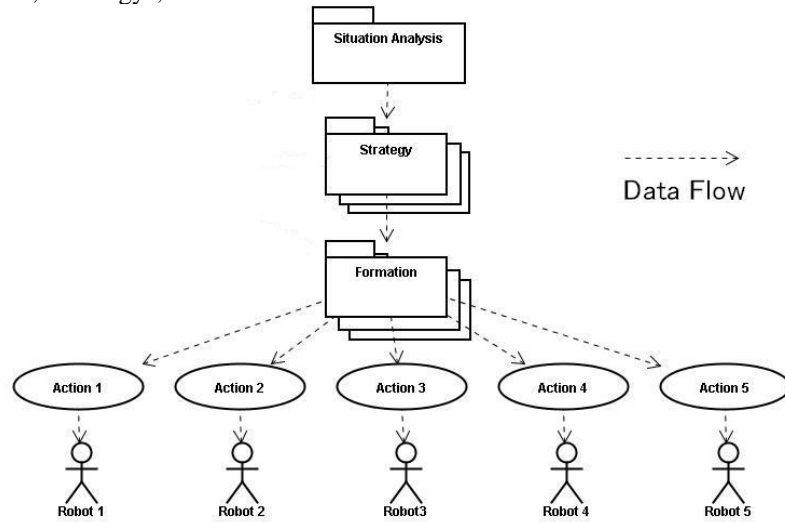 Situation Analysis
Strategy
Data Flow
Formation
Action 1 Action 2 Action 3 Action 4 Action 5
Robot 1 Robot 2 Robot3 Robot 4 Robot 5